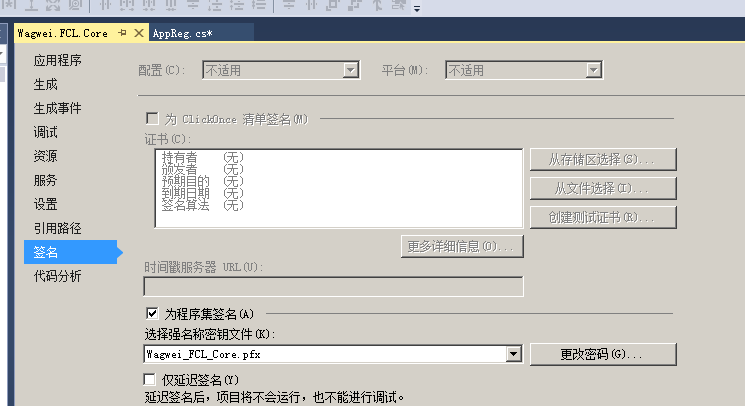 Wagwei.FCL.Core AppReg.cs*
应用程序
生成
生成事件
调试
资源
服务
设置
引用路径
签名
代码分析
配置(C): 不适用 平台(M): 不适用
为 ClickOnce 清单签名(M)
证书(C):
持有者 (无)
颁发者 (无)
预期目的 (无)
到期日期 (无)
签名算法 (无)
从存储区选择(S)...
从文件选择(I)...
创建测试证书(R)...
更多详细信息(O)...
时间戳服务器 URL(U):
为程序集签名(A)
选择强名称密钥文件(K):
Wagwei_FCL_Core.pfx 更改密码(G)...
仅延迟签名(Y)
延迟签名后，项目将不会运行，也不能进行调试。